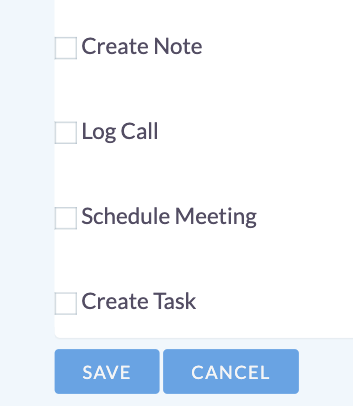 Create Note
Log Call
Schedule Meeting
Create Task
SAVE CANCEL